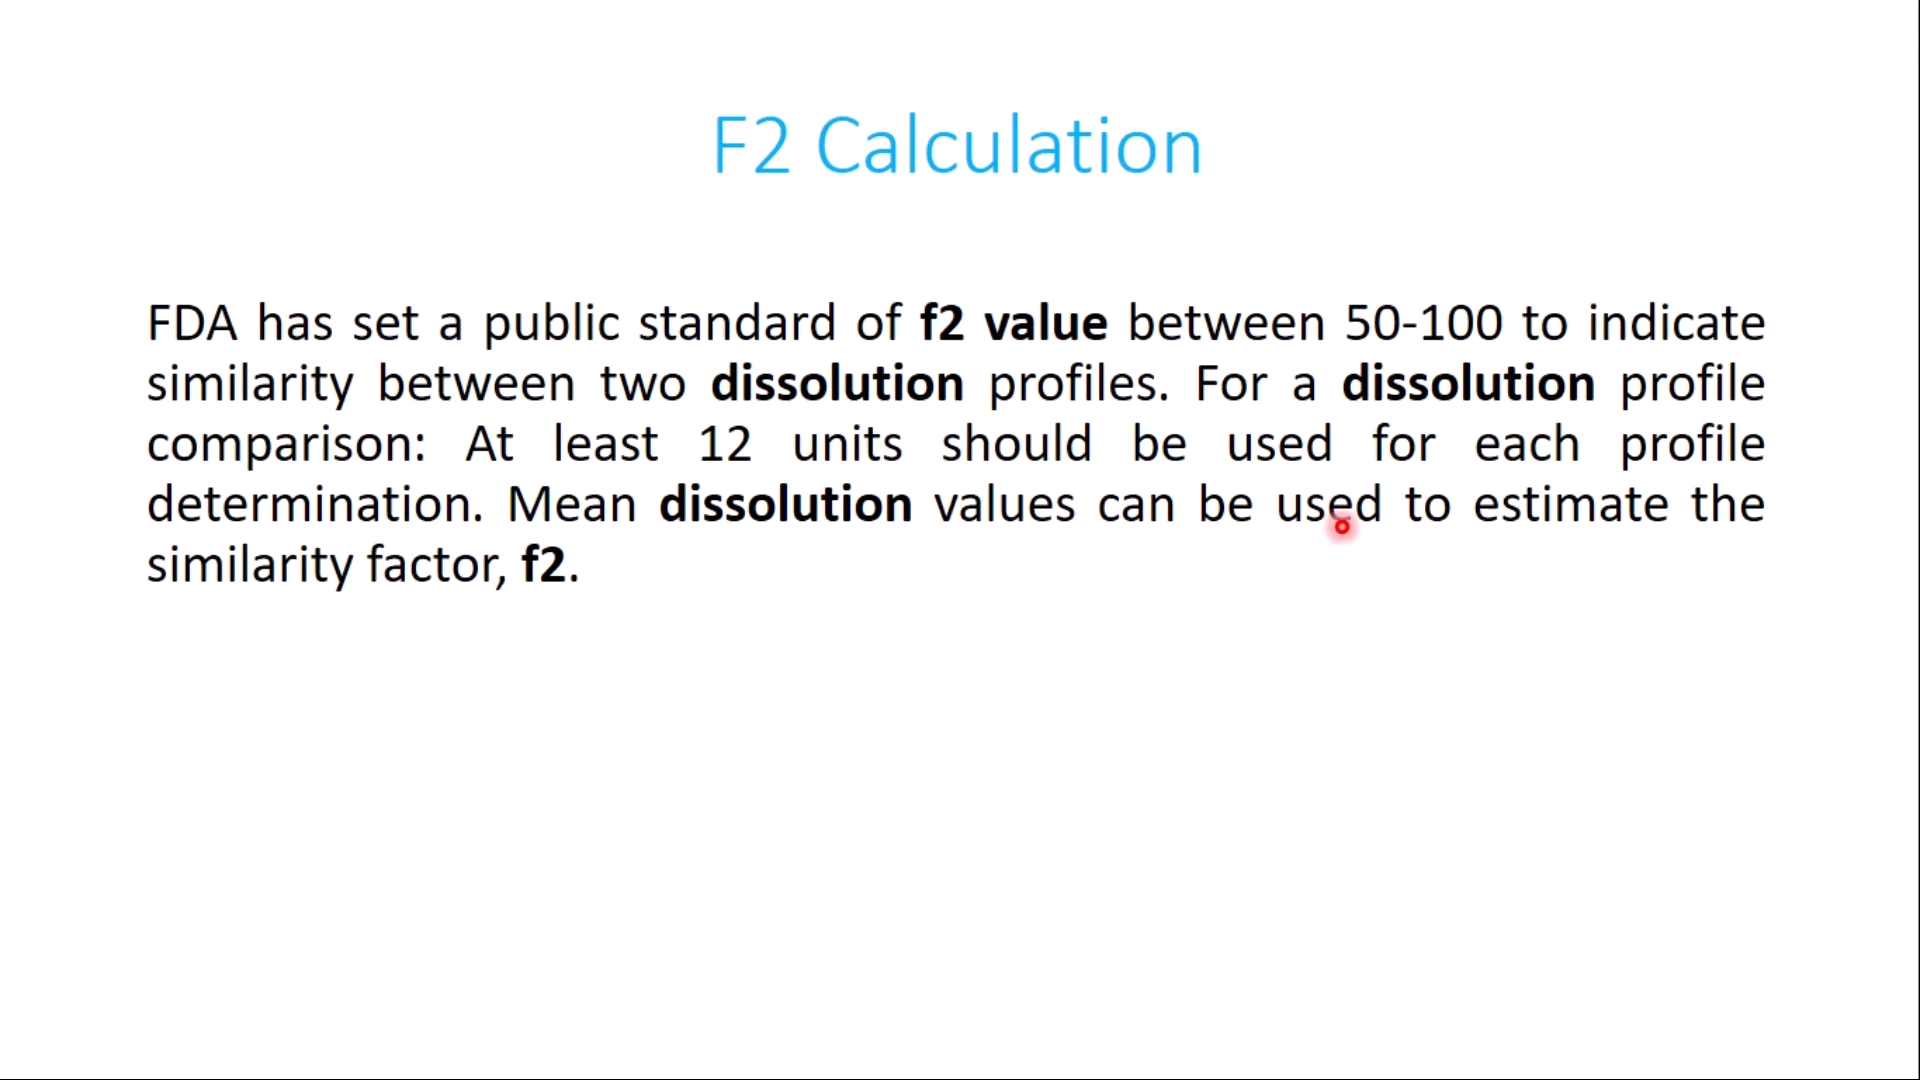 F2 Calculation
FDA has set a public standard of f2 value between 50-100 to indicate
similarity between two dissolution profiles. For a dissolution profile
comparison: At least 12 units should be used for each profile
determination. Mean dissolution values can be used to estimate the
similarity factor, f2.